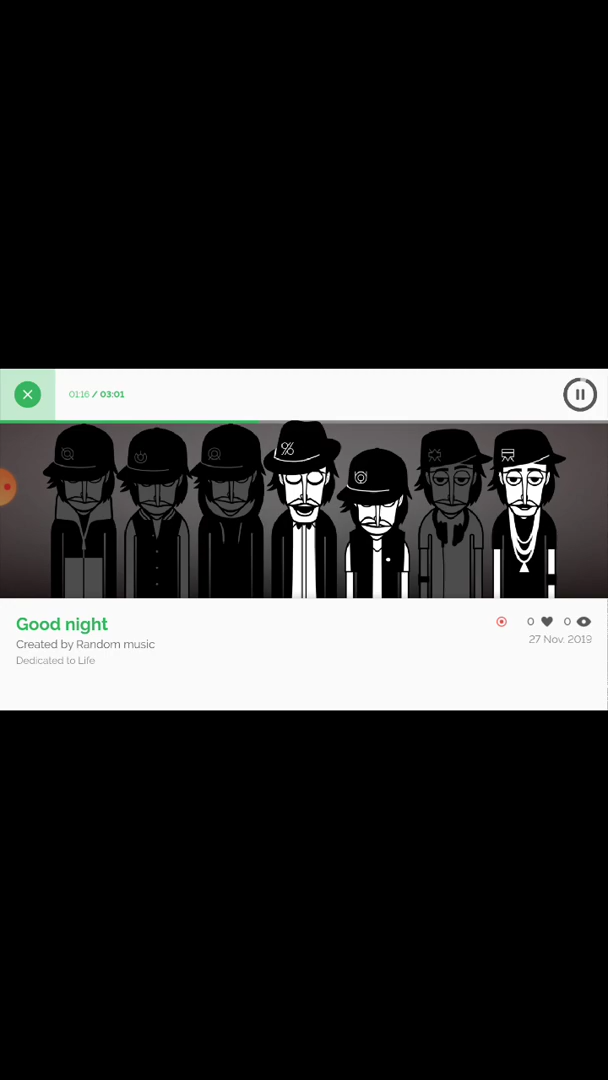 01:16 / 03:01
Good night
Created by Random music
Dedicated to Life
0 0
27 Nov. 2019